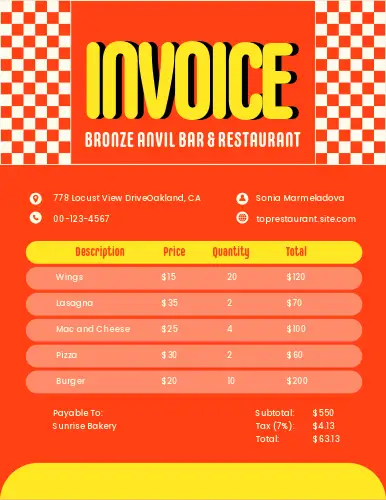 INVOICE
BRONZE ANVIL BAR & RESTAURANT
778 Locust View DriveOakland, CA
Sonia Marmeladova
00-123-4567
toprestaurant.site.com
Description Price Quantity Total
Wings $15 20 $120
Lasagna $35 2 $70
Mac and Cheese $25 4 $100
Pizza $30 2 $60
Burger $20 10 $200
Payable To:
Sunrise Bakery
Subtotal: $550
Tax (7%): $4.13
Total: $63.13